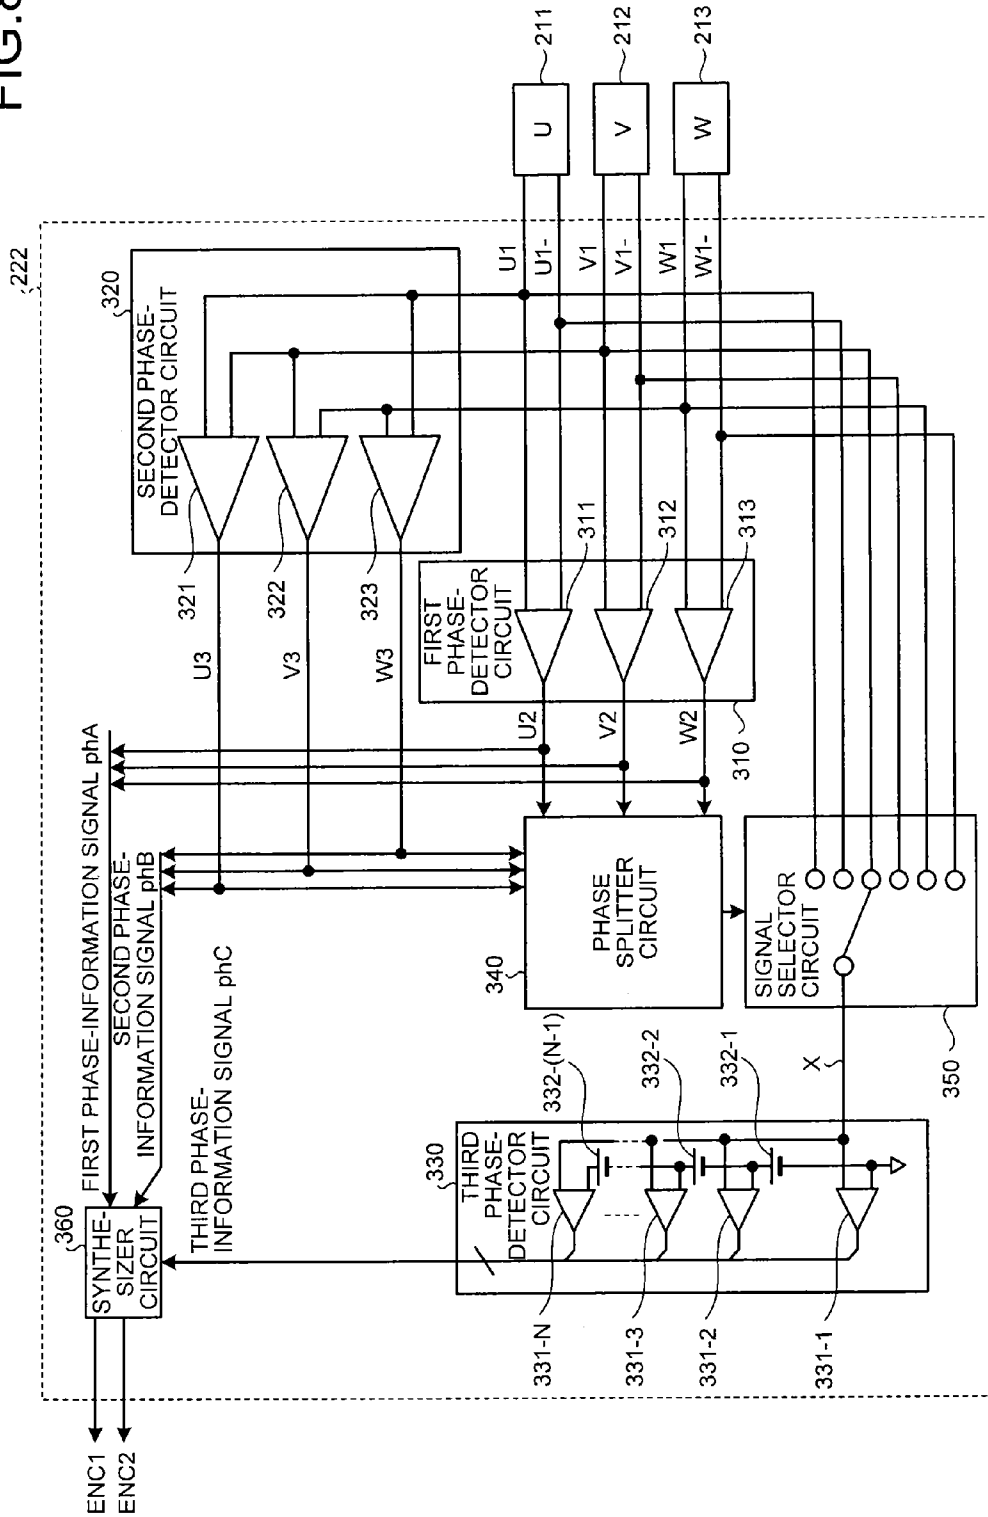 FIG.8
222
211
212
213
U
V
W
U1
U1-
V1
V1-
W1
W1-
320
SECOND PHASE-
DETECTOR CIRCUIT
321
322
323
U3
V3
W3
FIRST
PHASE-
DETECTOR
CIRCUIT
311
312
313
310
U2
V2
W2
FIRST PHASE-INFORMATION SIGNAL phA
SECOND PHASE-
INFORMATION SIGNAL phB
THIRD PHASE-
INFORMATION SIGNAL phC
340
PHASE
SPLITTER
CIRCUIT
SIGNAL
SELECTOR
CIRCUIT
350
X
330
THIRD
PHASE-
DETECTOR
CIRCUIT
332-(N-1)
332-2
332-1
331-N
331-3
331-2
331-1
360
SYNTHE-
SIZER
CIRCUIT
ENC1
ENC2